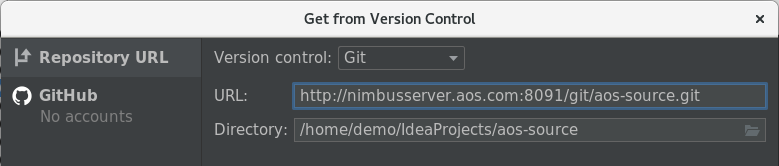 Get from Version Control
Repository URL
Version control: Git
GitHub
No accounts
URL: http://nimbusserver.aos.com:8091/git/aos-source.git
Directory: /home/demo/IdeaProjects/aos-source